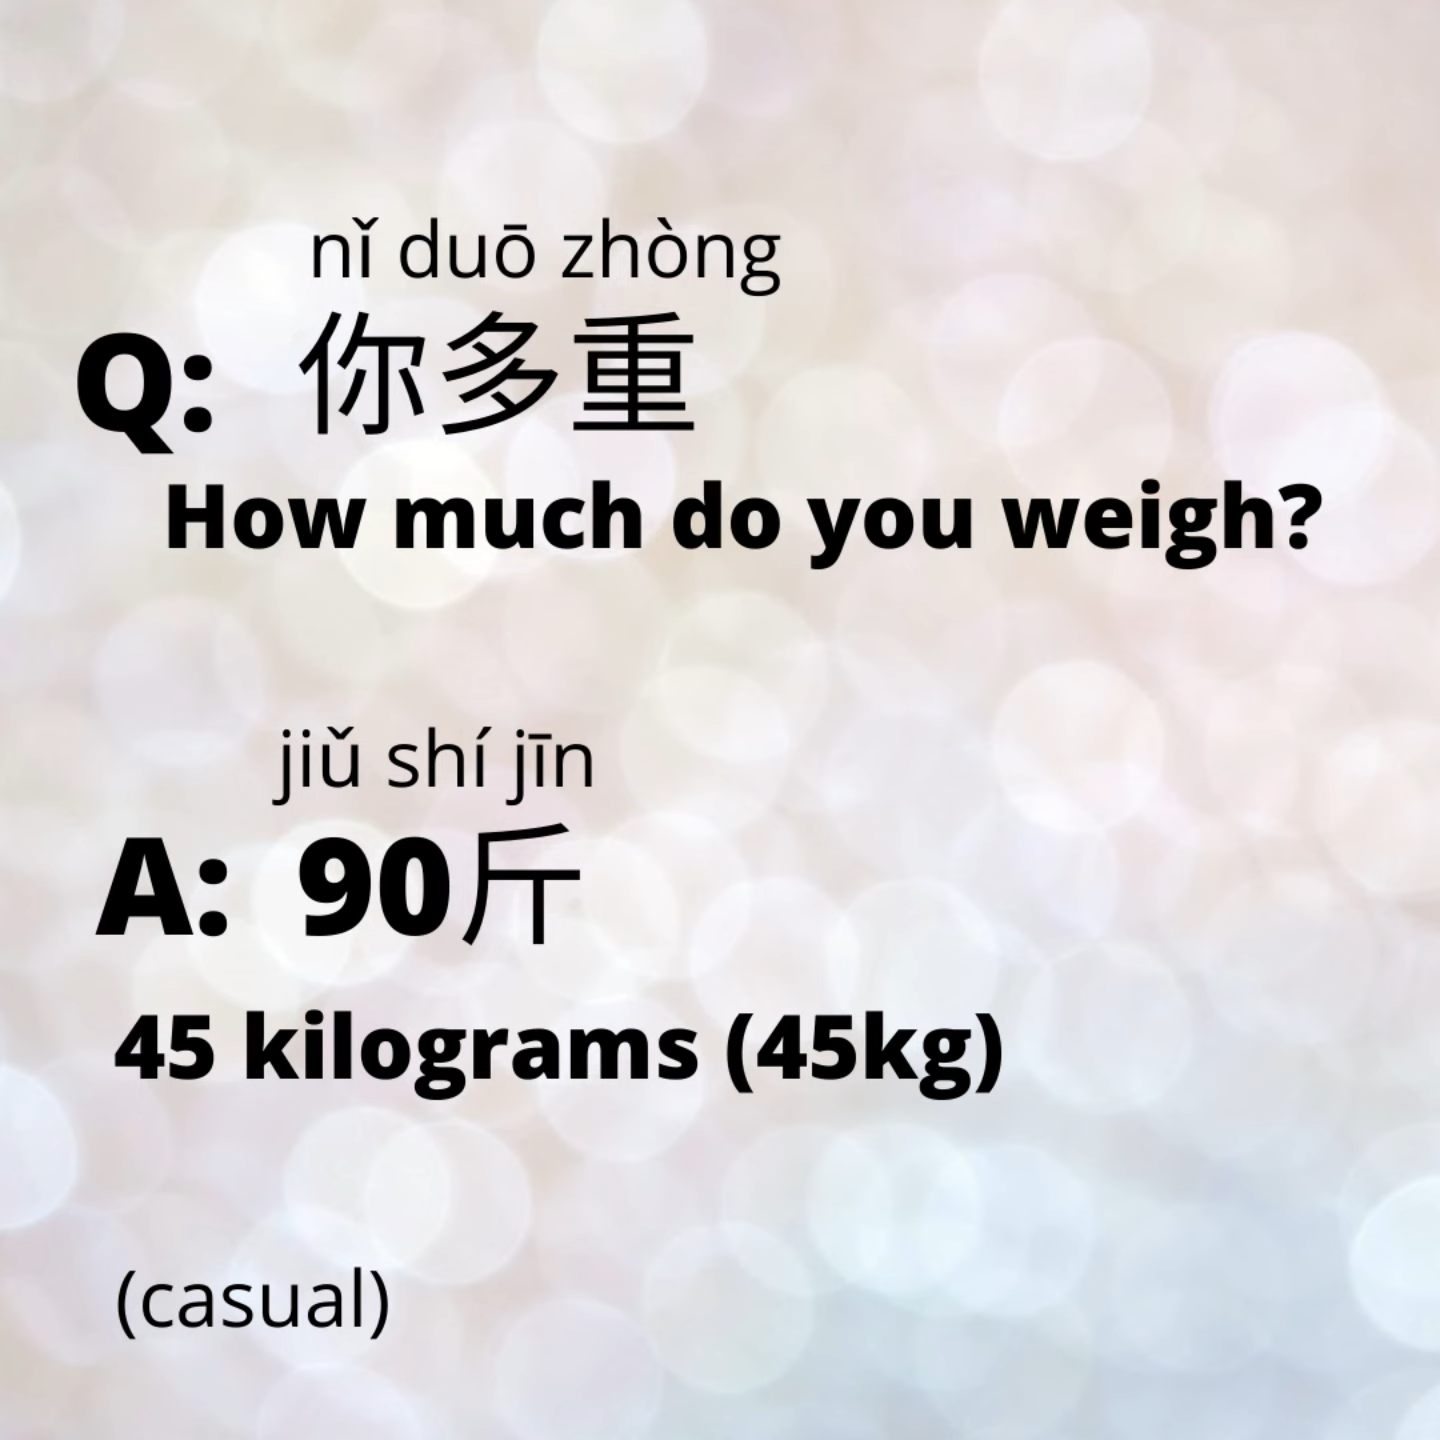 nǐ duō zhòng
Q: 你多重
How much do you weigh?
jiǔ shí jīn
A: 90斤
45 kilograms (45kg)
(casual)